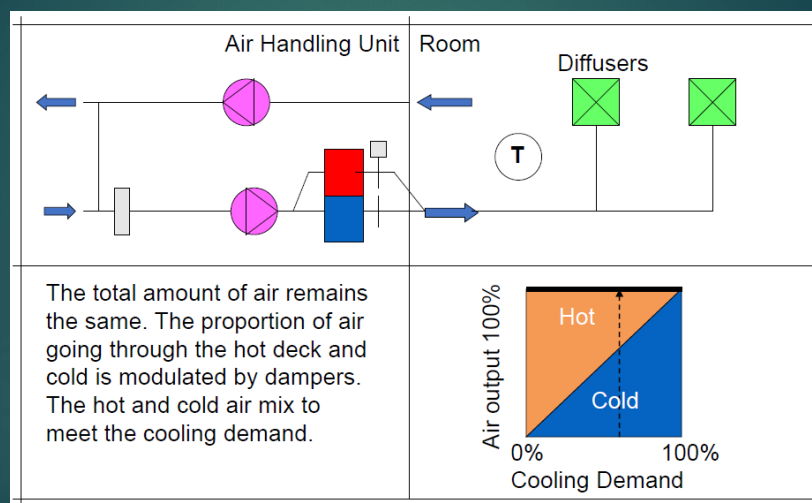 Air Handling Unit
Room
Diffusers
T
The total amount of air remains
the same. The proportion of air
going through the hot deck and
cold is modulated by dampers.
The hot and cold air mix to
meet the cooling demand.
Air output 100%
Hot
Cold
0%
100%
Cooling Demand